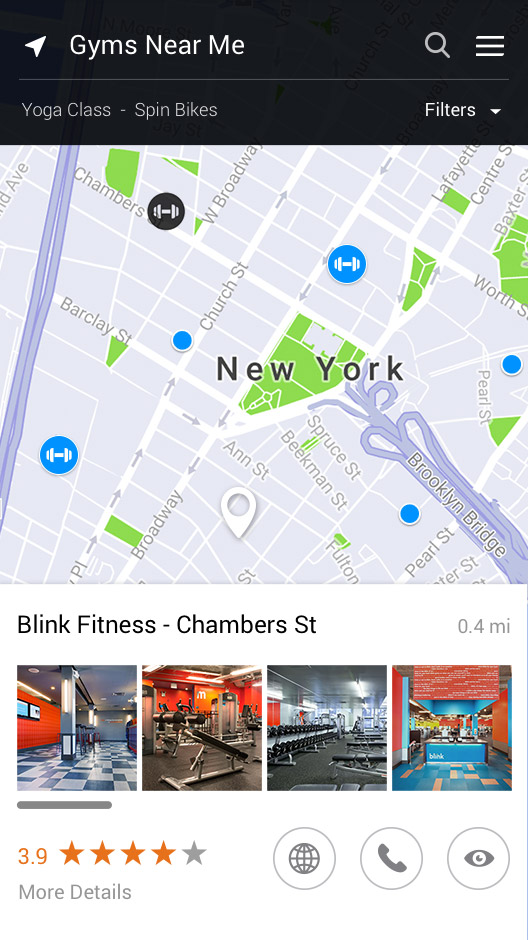 Gyms Near Me
Yoga Class - Spin Bikes
Filters
Chambers St
W Broadway
Lafayette
Centre St
Baxter
Church St
Worth St
Barclay St
New York
Pearl St
Ann St
Spruce St
Beekman St
Broadway
Brooklyn Bridge
Fulton
Pearl St
Blink Fitness - Chambers St
0.4 mi
blink
3.9
More Details